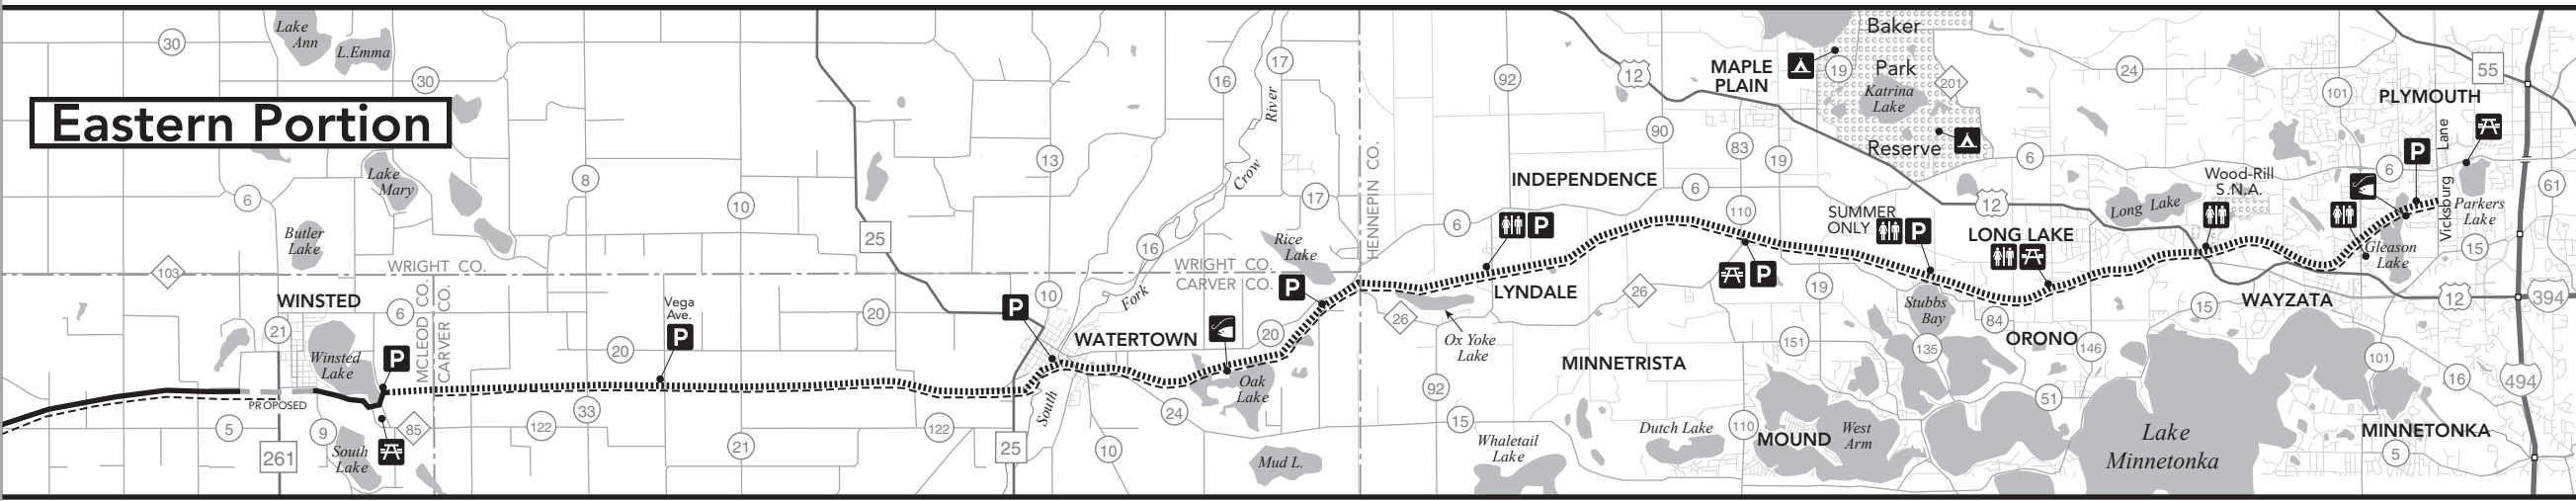 Eastern Portion
30
Lake
Ann
L.Emma
30
6
Lake
Mary
Butler
Lake
103
WINSTED
21
6
Winsted
Lake
P
PROPOSED
5
261
9
South
Lake
85
WRIGHT CO.
MCLEOD CO.
CARVER CO.
8
10
20
33
122
21
Vega
Ave.
P
20
122
25
25
P
10
13
16
17
River
Crow
16
Fork
South
WATERTOWN
10
24
20
17
Rice
Lake
WRIGHT CO.
CARVER CO.
P
Oak
Lake
Mud L.
HENNEPIN CO.
92
6
26
Ox Yoke
Lake
92
15
Whaletail
Lake
P
LYNDALE
INDEPENDENCE
26
MINNETRISTA
Dutch Lake
12
90
6
MAPLE
PLAIN
83
19
110
P
19
151
110
MOUND
West
Arm
Baker
Park
Reserve
19
Katrina
Lake
201
SUMMER
ONLY
P
LONG LAKE
12
Stubbs
Bay
135
84
ORONO
146
51
24
6
Long Lake
Wood-Rill
S.N.A.
15
WAYZATA
Lake
Minnetonka
101
55
PLYMOUTH
P
6
Vicksburg Lane
61
Parkers
Lake
15
Gleason
Lake
12
394
101
16
494
MINNETONKA
5